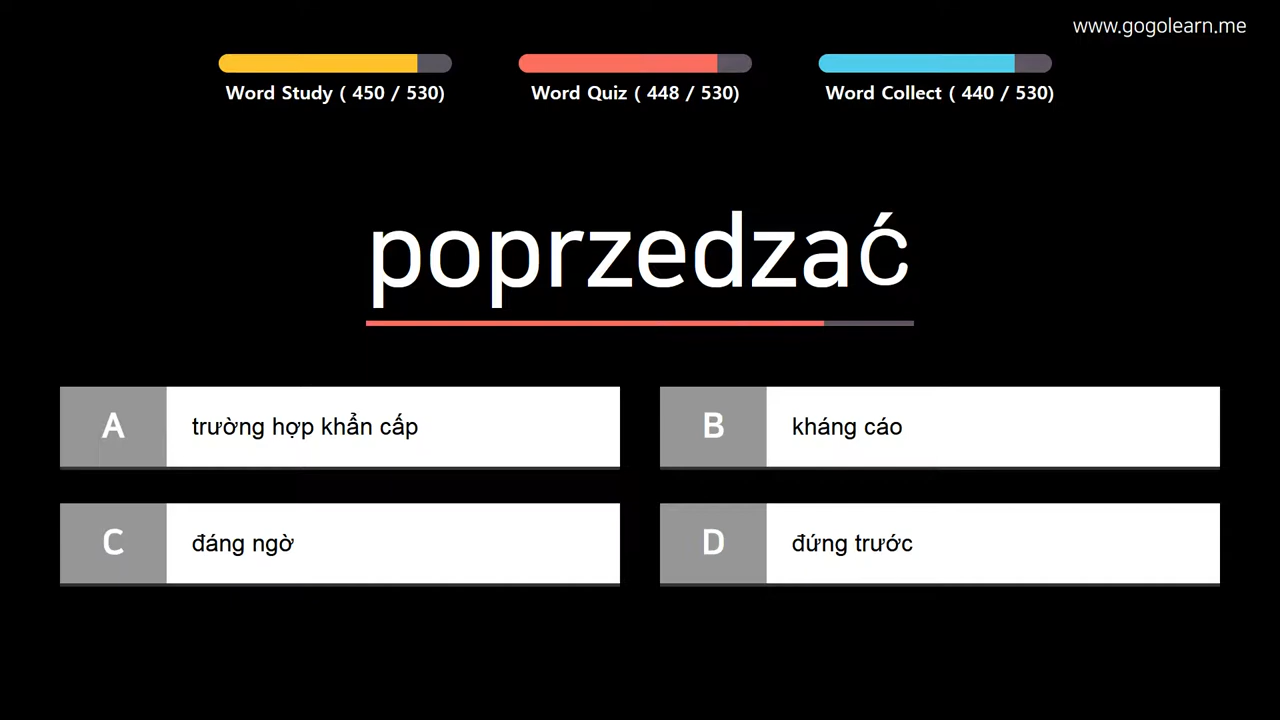 www.gogolearn.me
Word Study ( 450 / 530)
Word Quiz ( 448 / 530)
Word Collect ( 440 / 530)
poprzedzać
A trường hợp khẩn cấp
B kháng cáo
C đáng ngờ
D đứng trước